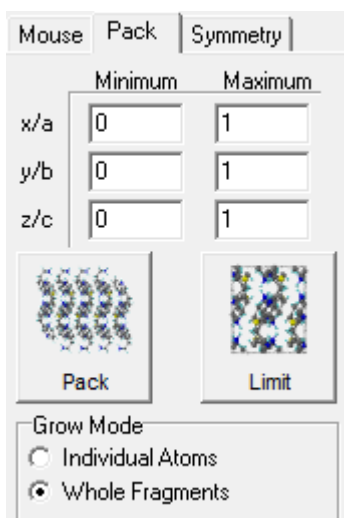 Mouse Pack Symmetry
Minimum Maximum
x/a 0 1
y/b 0 1
z/c 0 1
Pack Limit
Grow Mode
Individual Atoms
Whole Fragments